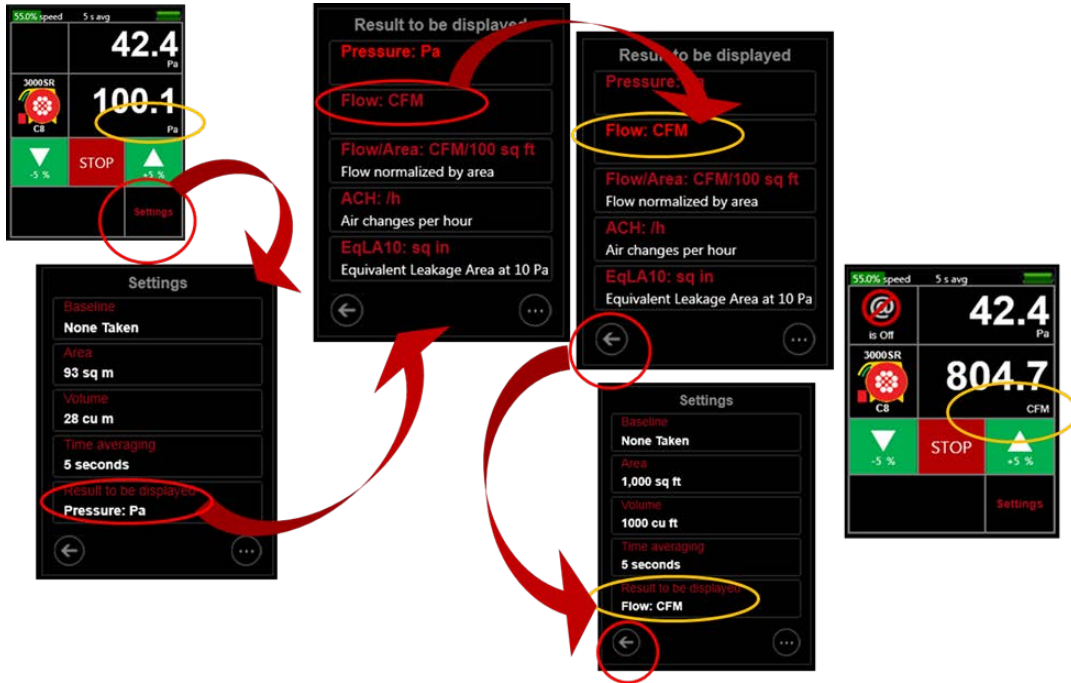 55.0% speed 5 s avg
42.4
Pa
3000SR
C8
100.1
Pa
-5 %
STOP
+5 %
Settings
Settings
Baseline
None Taken
Area
93 sq m
Volume
28 cu m
Time averaging
5 seconds
Result to be displayed
Pressure: Pa
Result to be displayed
Pressure: Pa
Flow: CFM
Flow/Area: CFM/100 sq ft
Flow normalized by area
ACH: /h
Air changes per hour
EqLA10: sq in
Equivalent Leakage Area at 10 Pa
Result to be displayed
Pressure:
Flow: CFM
Flow/Area: CFM/100 sq ft
Flow normalized by area
ACH: /h
Air changes per hour
EqLA10: sq in
Equivalent Leakage Area at 10 Pa
Settings
Baseline
None Taken
Area
1,000 sq ft
Volume
1000 cu ft
Time averaging
5 seconds
Result to be displayed
Flow: CFM
55.0% speed 5 s avg
@
is Off
42.4
Pa
3000SR
C8
804.7
CFM
-5 %
STOP
+5 %
Settings